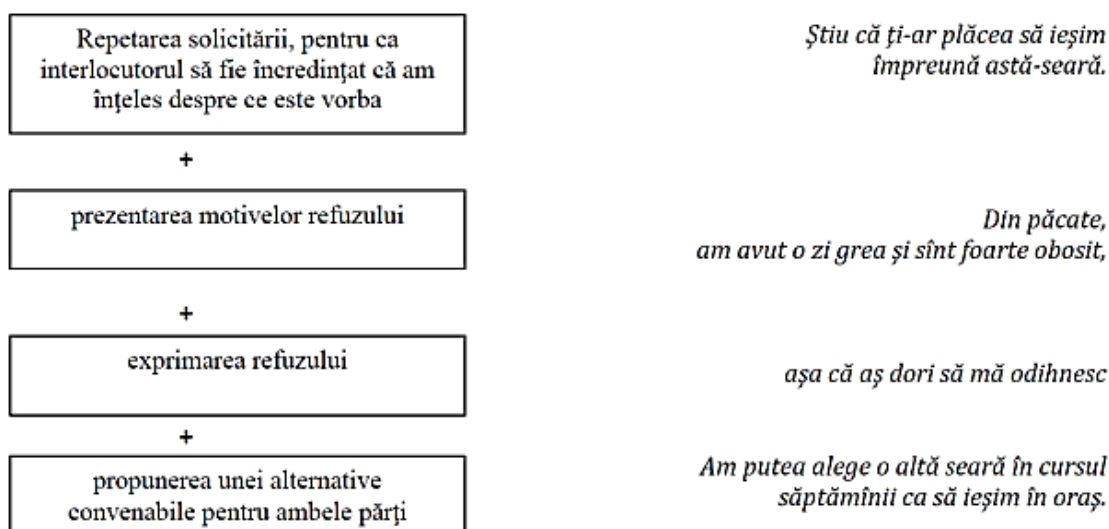 Repetarea solicitării, pentru ca
interlocutorul să fie încredinţat că am
înţeles despre ce este vorba
Ştiu că ţi-ar plăcea să ieşim
împreună astă-seară.
+
prezentarea motivelor refuzului
Din păcate,
am avut o zi grea şi sînt foarte obosit,
+
exprimarea refuzului
aşa că aş dori să mă odihnesc
+
propunerea unei alternative
convenabile pentru ambele părţi
Am putea alege o altă seară în cursul
săptămînii ca să ieşim în oraş.